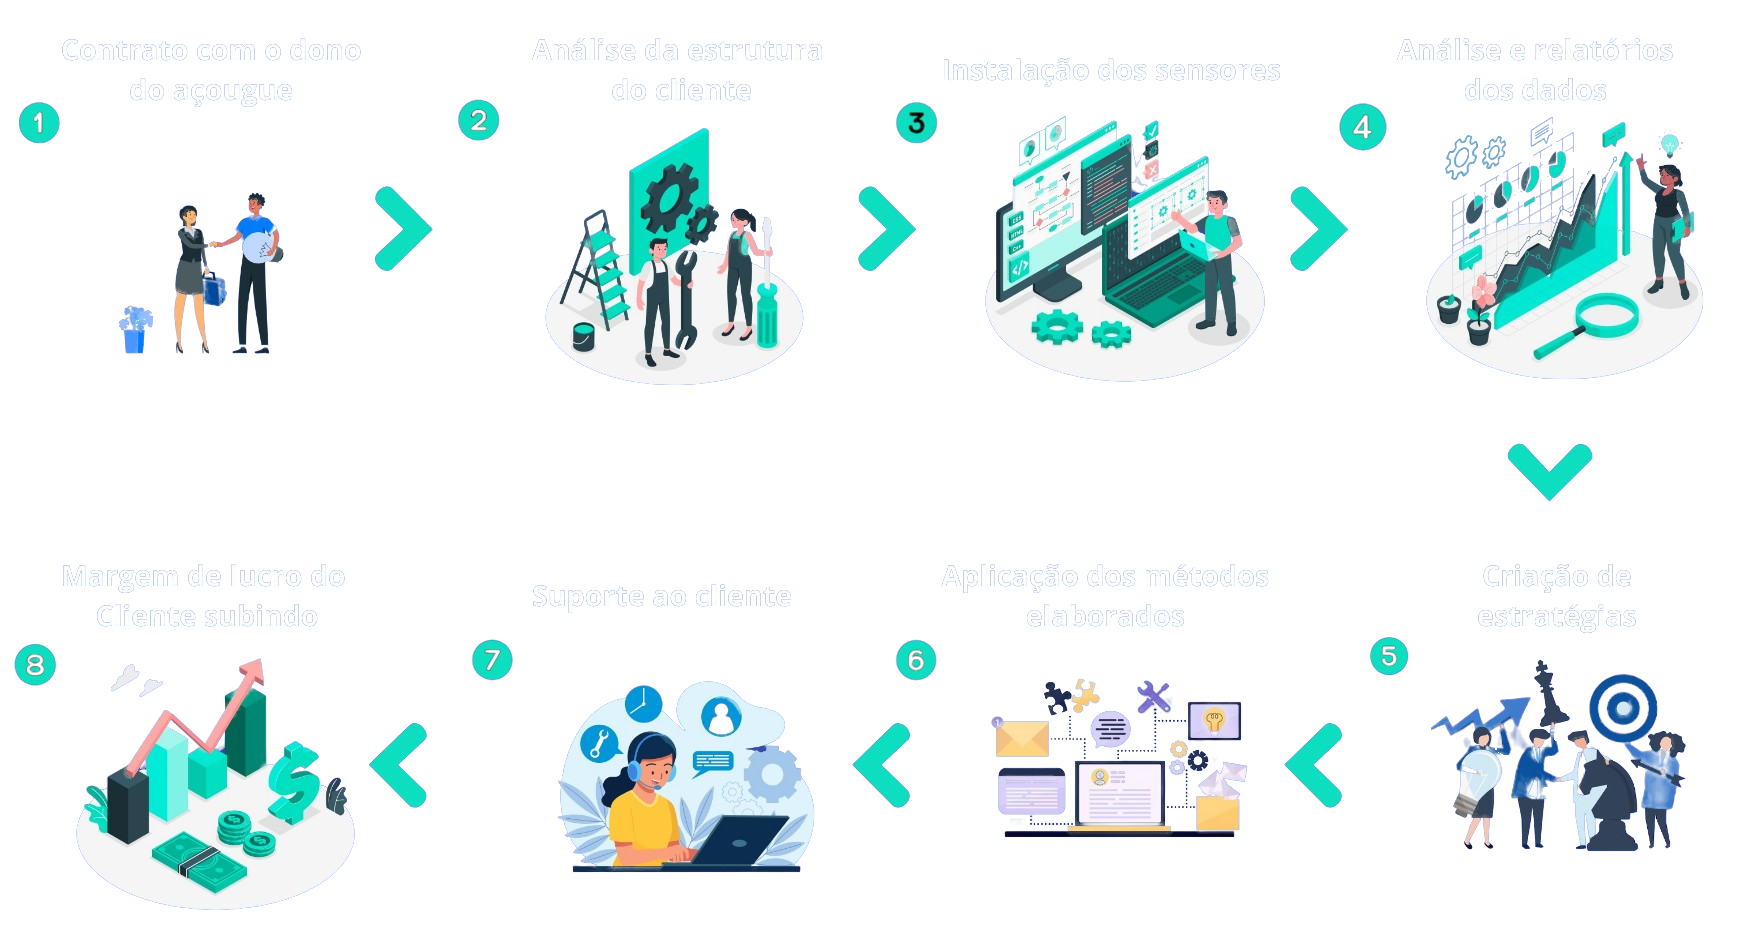 Contrato com o dono
do açougue
1
Análise da estrutura
do cliente
2
Instalação dos sensores
3
CSS
HTML
C++
</>
Análise e relatórios
dos dados
4
Criação de
estratégias
5
Aplicação dos métodos
elaborados
6
Suporte ao cliente
7
Margem de lucro do
Cliente subindo
8
$